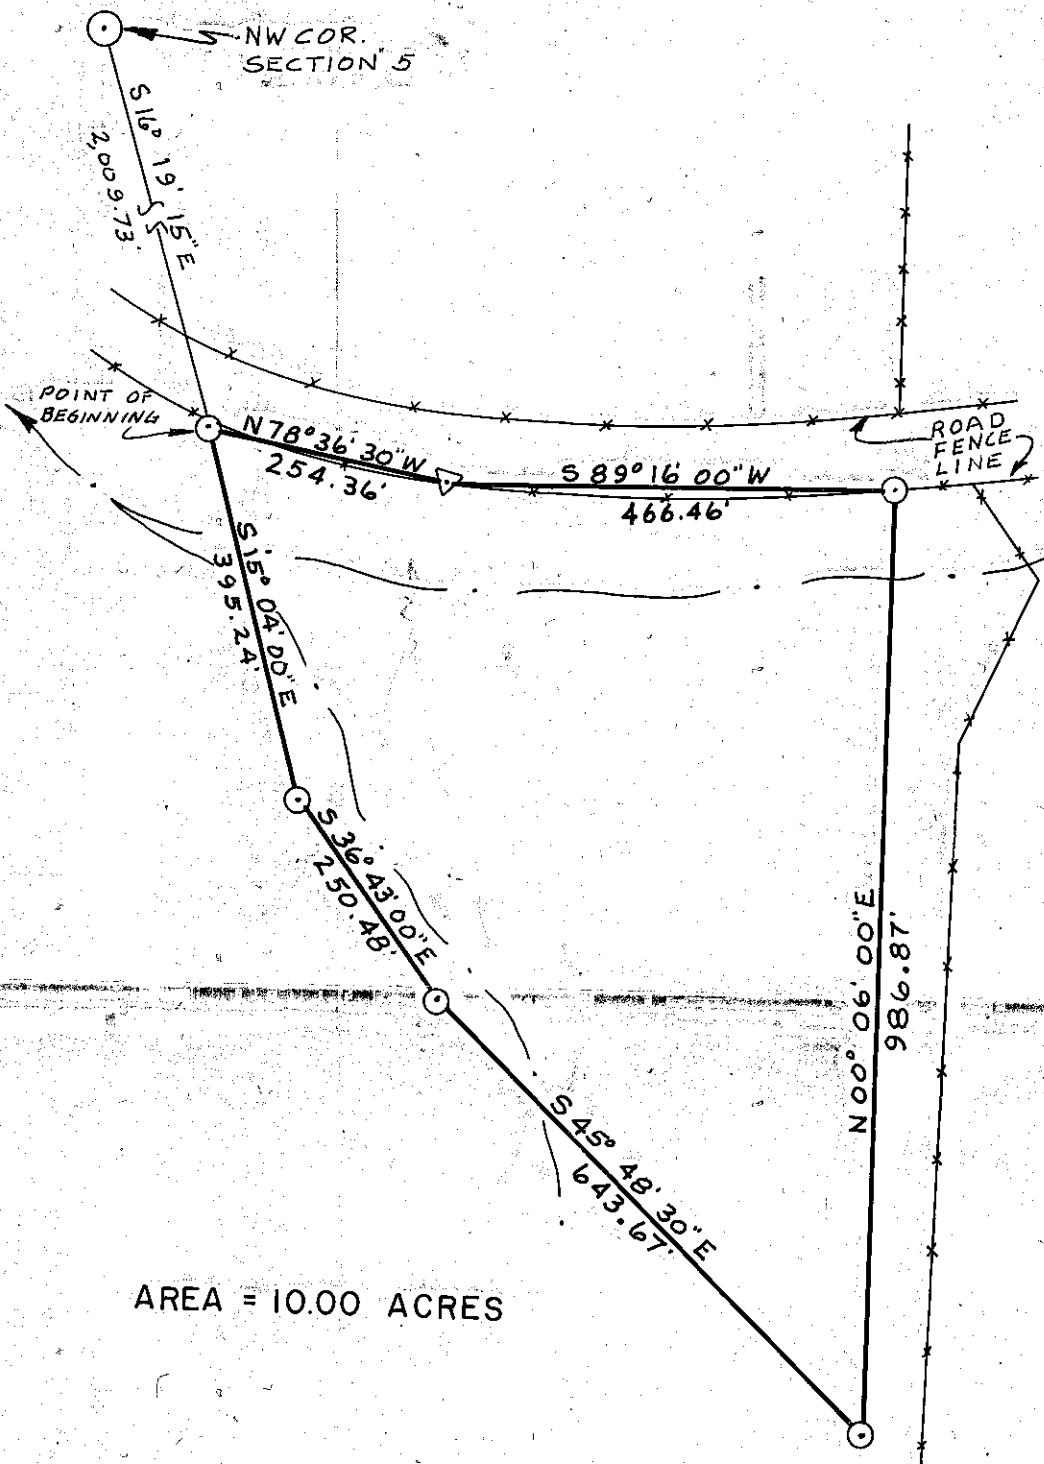 NW COR.
SECTION 5
S 16° 19' 15" E
2,009.73'
POINT OF
BEGINNING
N 78° 36' 30" W
254.36'
S 89° 16' 00" W
466.46'
ROAD
FENCE
LINE
S 15° 04' 00" E
395.24'
S 36° 43' 00" E
250.48'
N 00° 06' 00" E
986.87'
S 45° 48' 30" E
643.67'
AREA = 10.00 ACRES